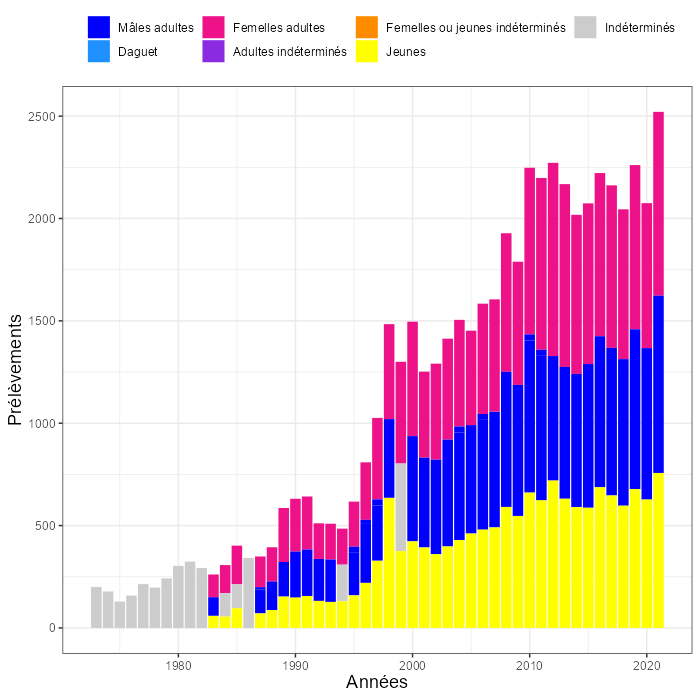 Mâles adultes Femelles adultes Femelles ou jeunes indéterminés Indéterminés
Daguet Adultes indéterminés Jeunes
2500
2000
1500
1000
500
0
Prélèvements
1980 1990 2000 2010 2020
Années